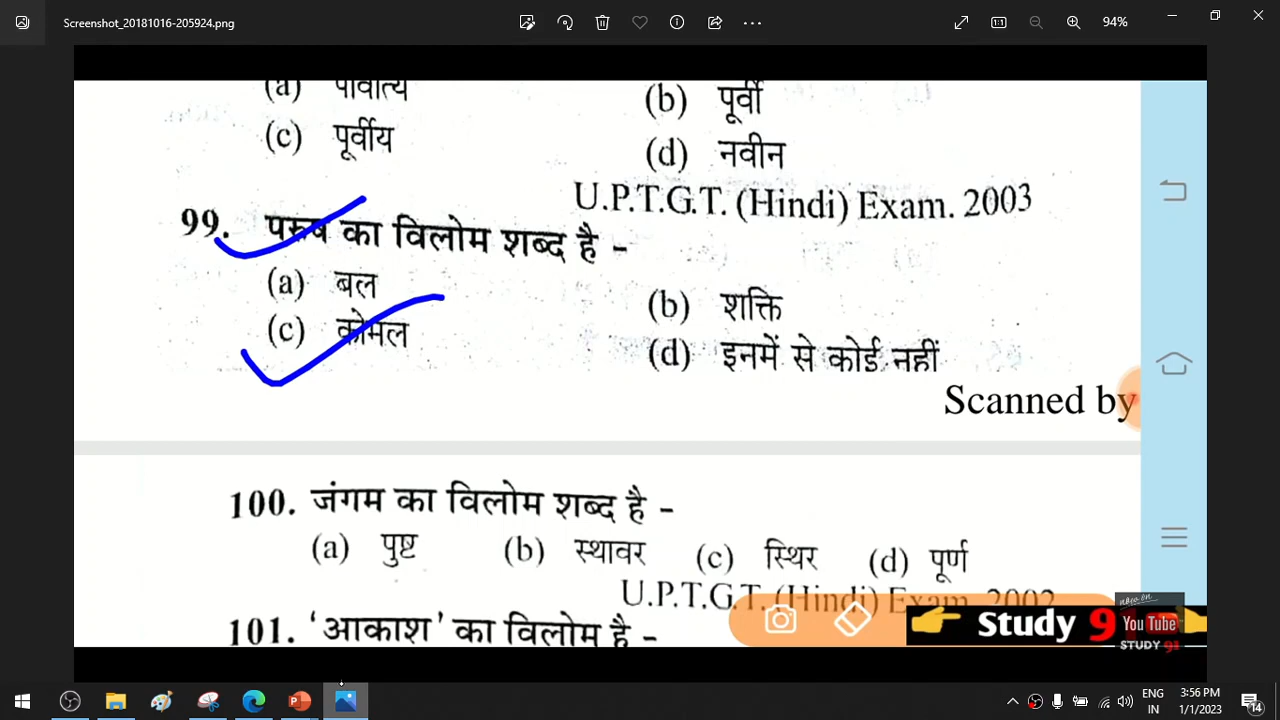 Screenshot_20181016-205924.png
94%
(a) पौर्वात्य
(b) पूर्वी
(c) पूर्वीय
(d) नवीन
U.P.T.G.T. (Hindi) Exam. 2003
99. परुष का विलोम शब्द है -
(a) बल
(b) शक्ति
(c) कोमल
(d) इनमें से कोई नहीं
Scanned by
100. जंगम का विलोम शब्द है -
(a) पुष्ट (b) स्थावर (c) स्थिर (d) पूर्ण
U.P.T.G.T. (Hindi) Exam. 2002
101. ‘आकाश’ का विलोम है -
Study 9
You Tube
STUDY 91
ENG
IN
3:56 PM
1/1/2023
14